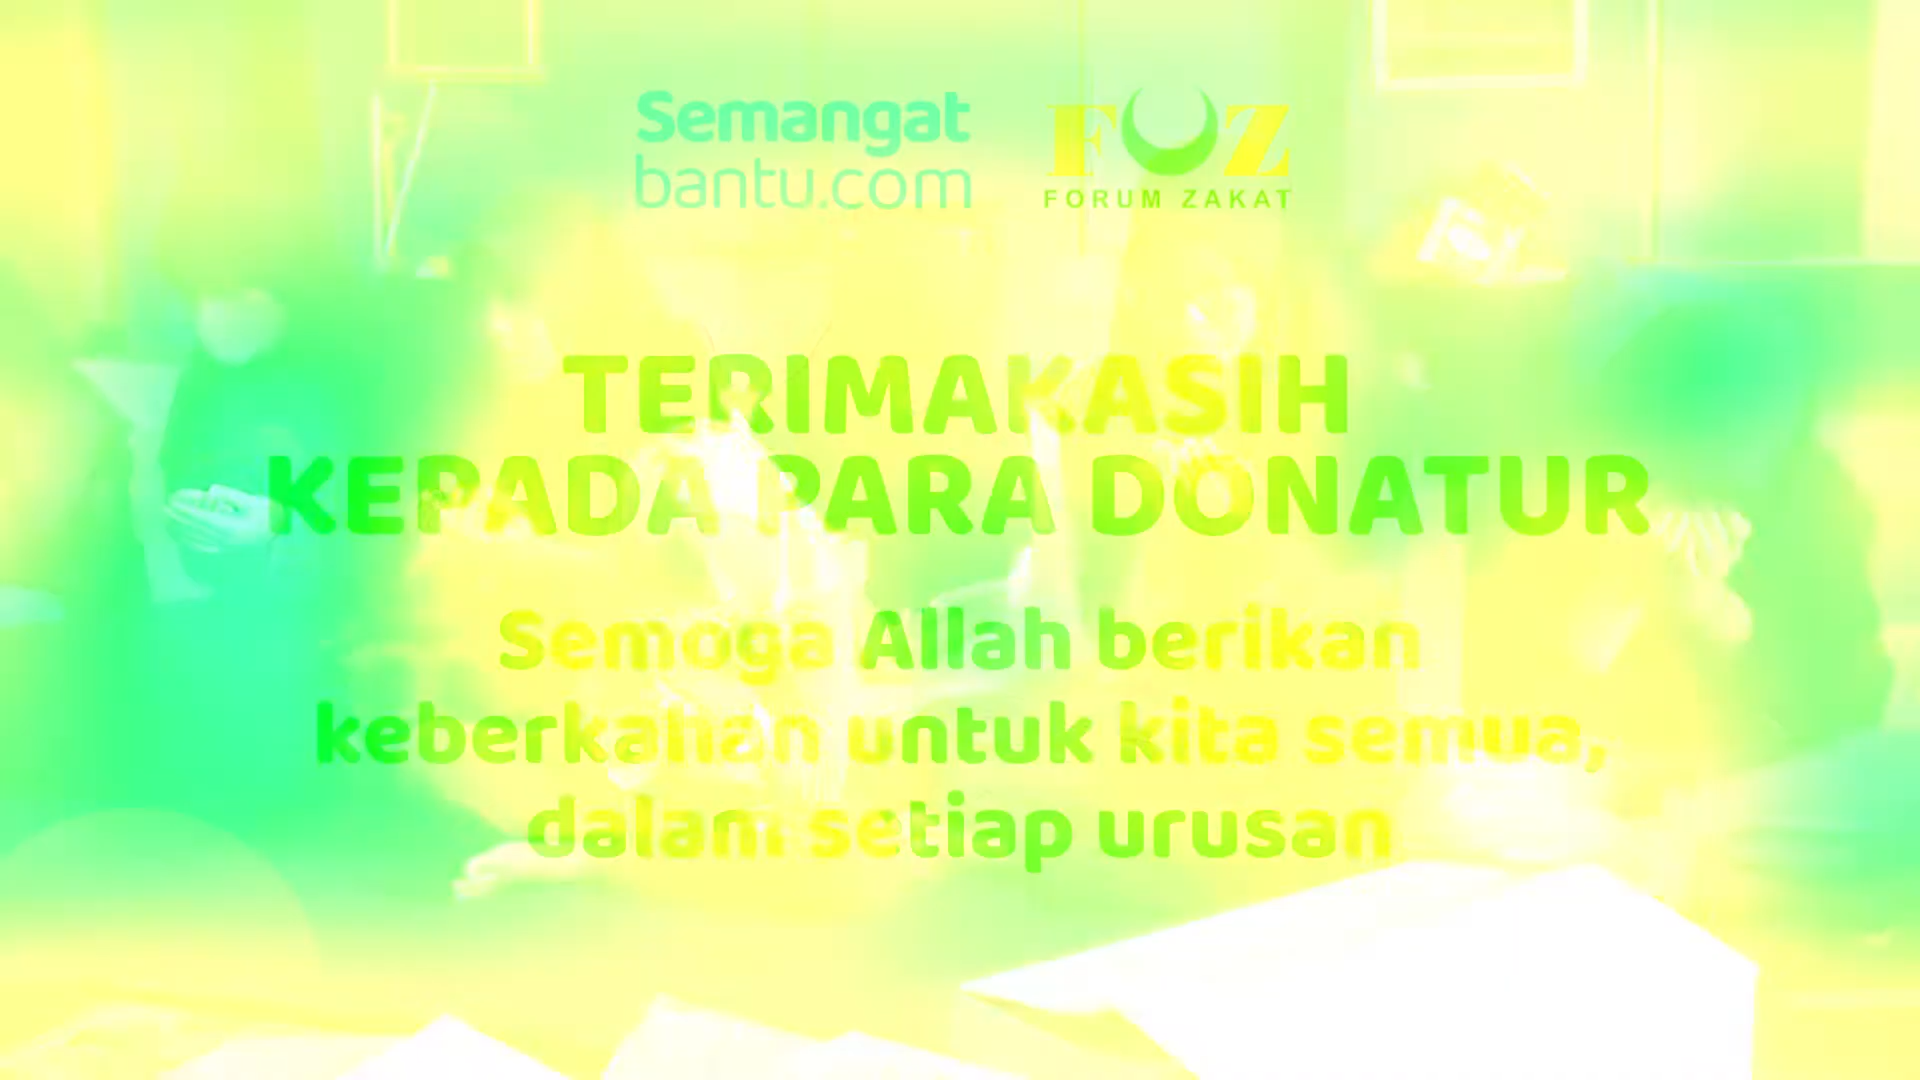 Semangat
bantu.com
FOZ
FORUM ZAKAT
TERIMAKASIH
KEPADA PARA DONATUR
Semoga Allah berikan
keberkahan untuk kita semua,
dalam setiap urusan